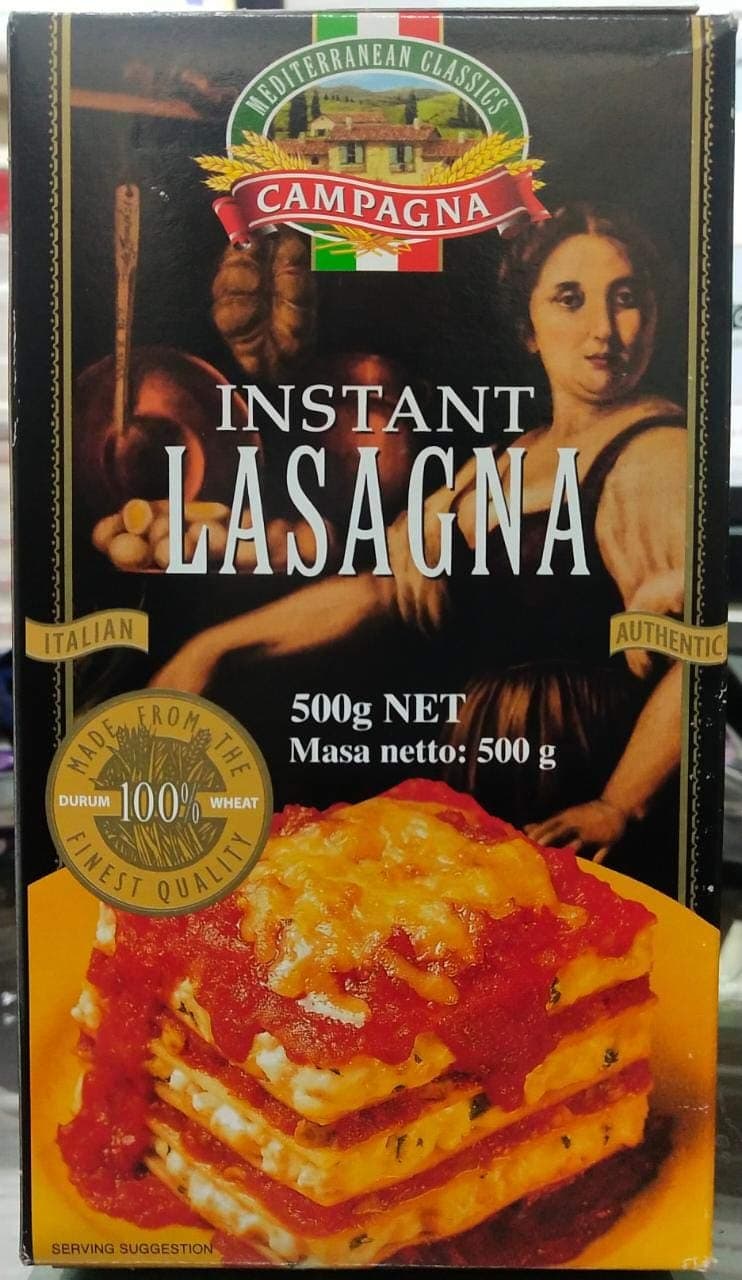 MEDITERRANEAN CLASSICS
CAMPAGNA
INSTANT
LASAGNA
ITALIAN
AUTHENTIC
500g NET
Masa netto: 500 g
MADE FROM THE
DURUM 100% WHEAT
FINEST QUALITY
SERVING SUGGESTION